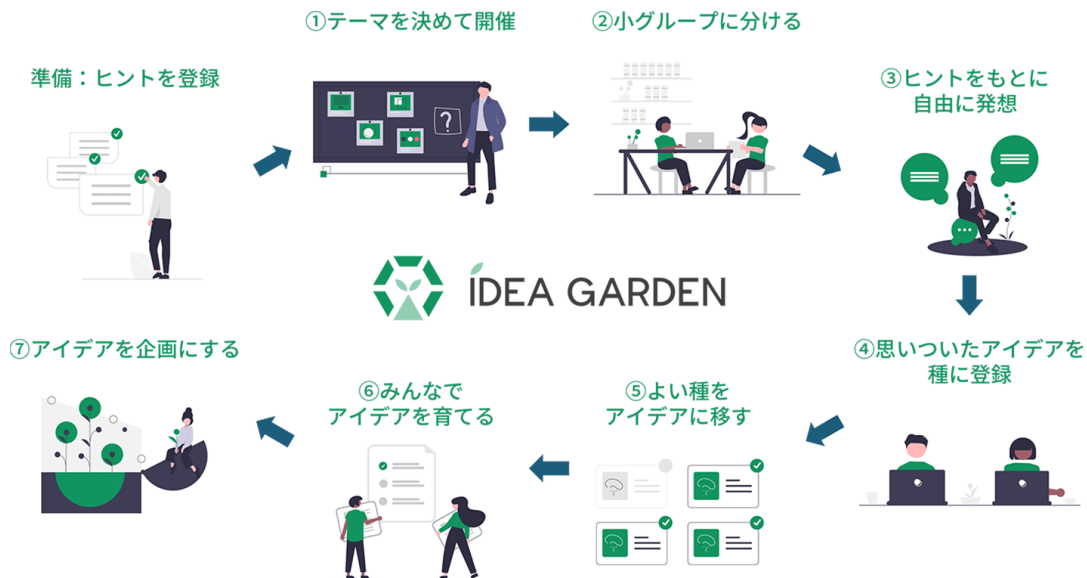 準備：ヒントを登録
①テーマを決めて開催
②小グループに分ける
③ヒントをもとに
自由に発想
④思いついたアイデアを
種に登録
⑤よい種を
アイデアに移す
⑥みんなで
アイデアを育てる
⑦アイデアを企画にする
IDEA GARDEN
?